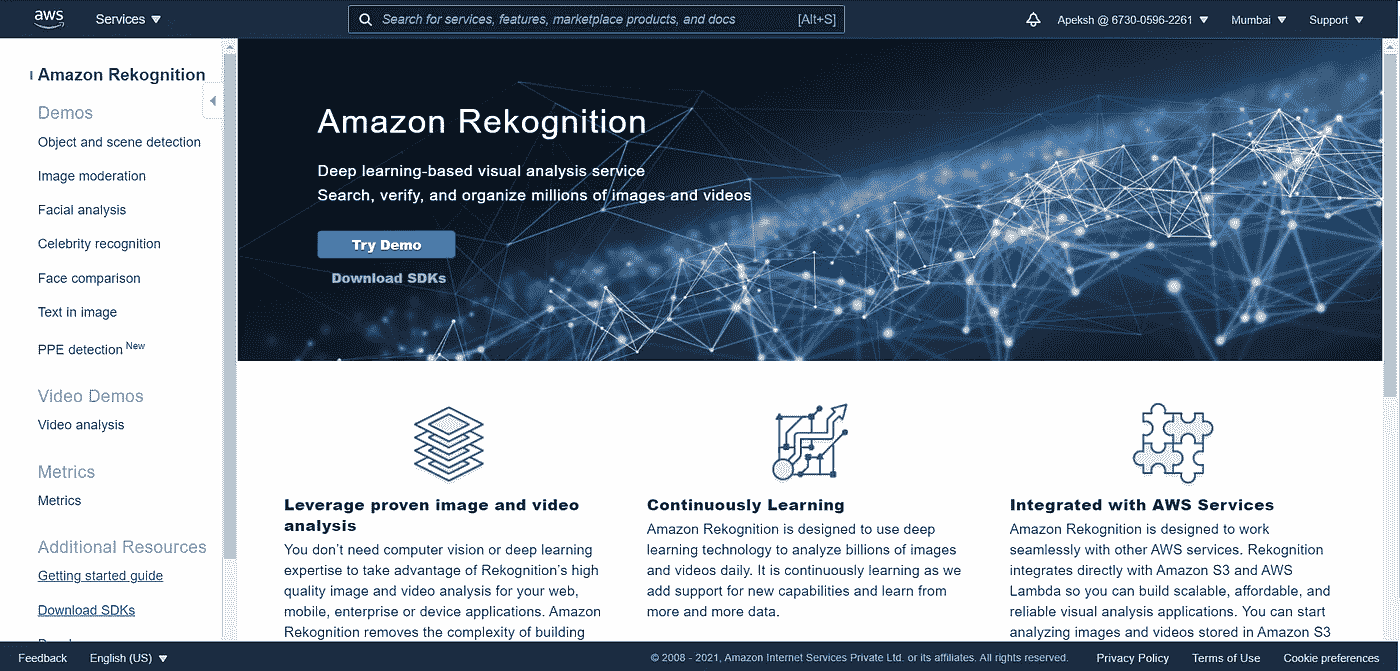 aws
Services
Search for services, features, marketplace products, and docs
[Alt+S]
Apeksh @ 6730-0596-2261
Mumbai
Support
Amazon Rekognition
Demos
Object and scene detection
Image moderation
Facial analysis
Celebrity recognition
Face comparison
Text in image
PPE detection New
Video Demos
Video analysis
Metrics
Metrics
Additional Resources
Getting started guide
Download SDKs
Amazon Rekognition
Deep learning-based visual analysis service
Search, verify, and organize millions of images and videos
Try Demo
Download SDKs
Leverage proven image and video
analysis
You don’t need computer vision or deep learning
expertise to take advantage of Rekognition’s high
quality image and video analysis for your web,
mobile, enterprise or device applications. Amazon
Rekognition removes the complexity of building
Continuously Learning
Amazon Rekognition is designed to use deep
learning technology to analyze billions of images
and videos daily. It is continuously learning as we
add support for new capabilities and learn from
more and more data.
Integrated with AWS Services
Amazon Rekognition is designed to work
seamlessly with other AWS services. Rekognition
integrates directly with Amazon S3 and AWS
Lambda so you can build scalable, affordable, and
reliable visual analysis applications. You can start
analyzing images and videos stored in Amazon S3
Feedback
English (US)
© 2008 - 2021, Amazon Internet Services Private Ltd. or its affiliates. All rights reserved.
Privacy Policy
Terms of Use
Cookie preferences